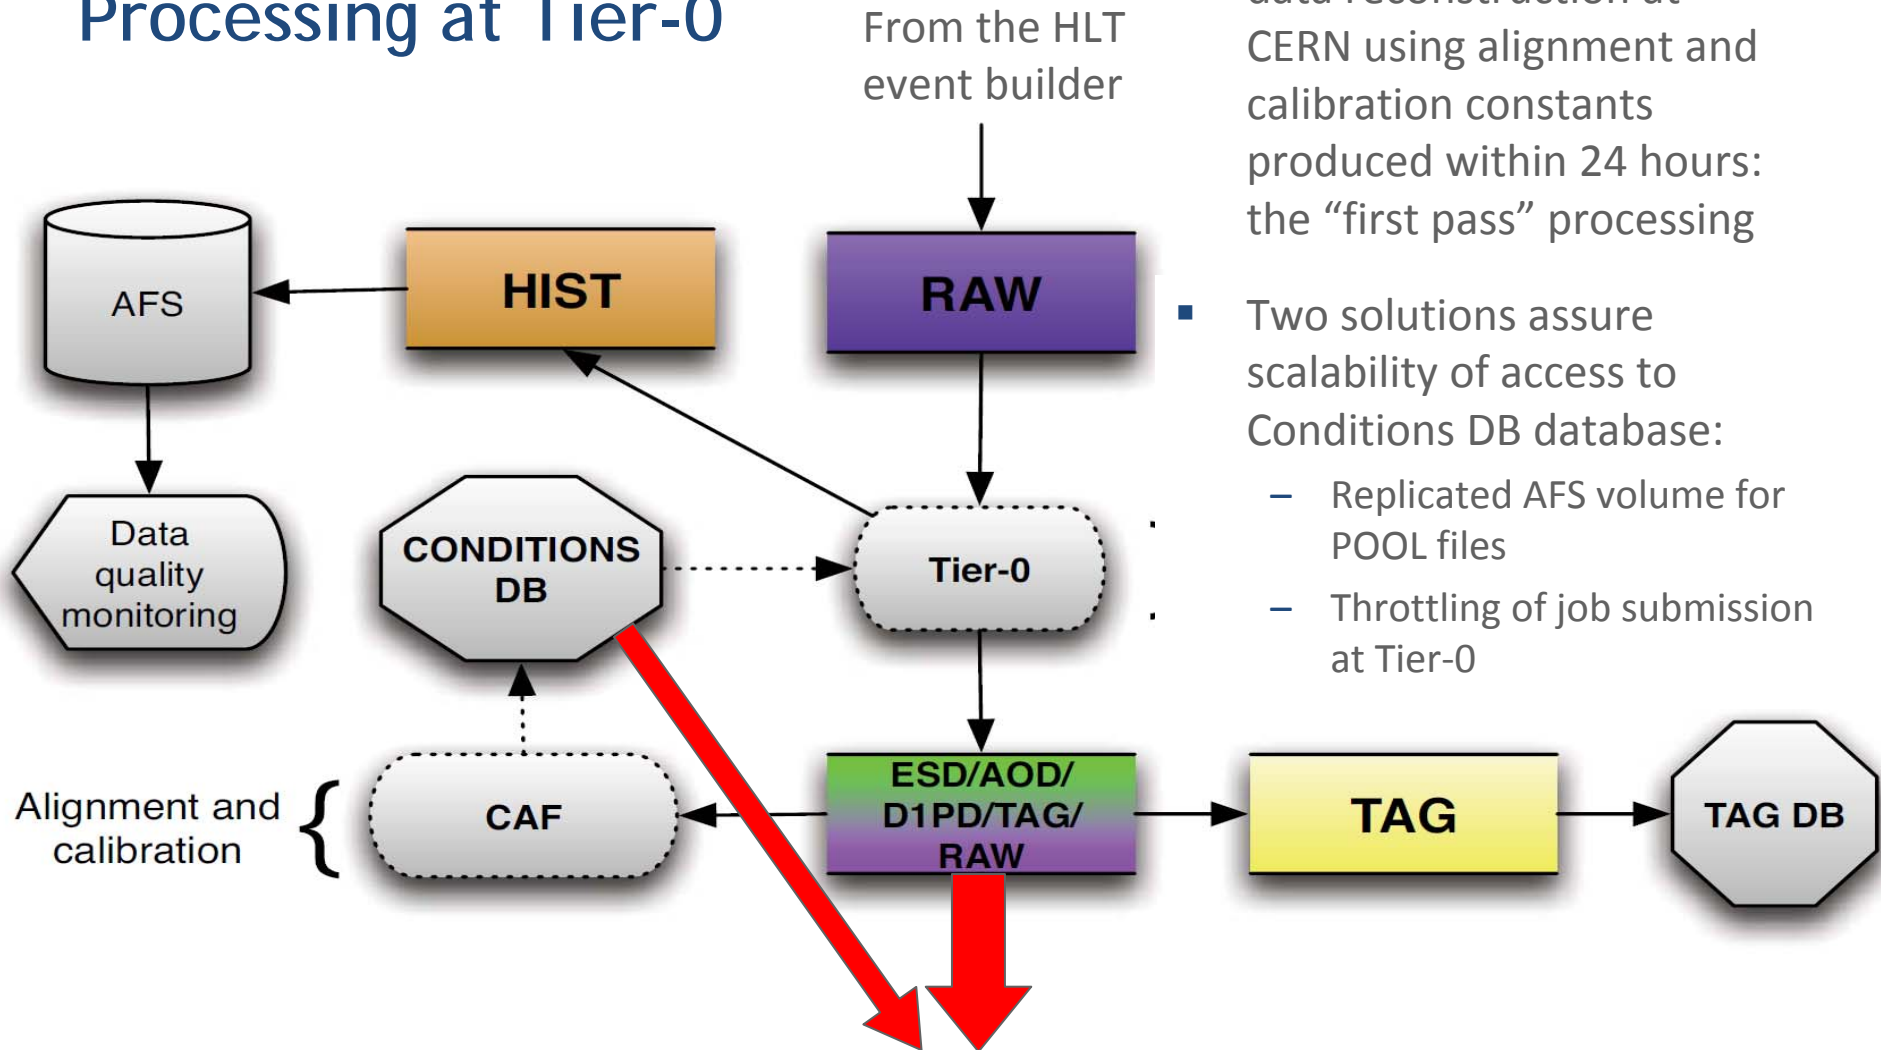 Processing at Tier-0
From the HLT
event builder
data reconstruction at
CERN using alignment and
calibration constants
produced within 24 hours:
the “first pass” processing
▪ Two solutions assure
scalability of access to
Conditions DB database:
– Replicated AFS volume for
POOL files
– Throttling of job submission
at Tier-0
AFS
HIST
RAW
Data
quality
monitoring
CONDITIONS
DB
Tier-0
Alignment and
calibration
{
CAF
ESD/AOD/
D1PD/TAG/
RAW
TAG
TAG DB